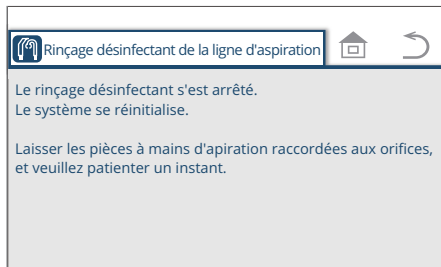 Rinçage désinfectant de la ligne d'aspiration
Le rinçage désinfectant s'est arrêté.
Le système se réinitialise.
Laisser les pièces à mains d'apiration raccordées aux orifices,
et veuillez patienter un instant.